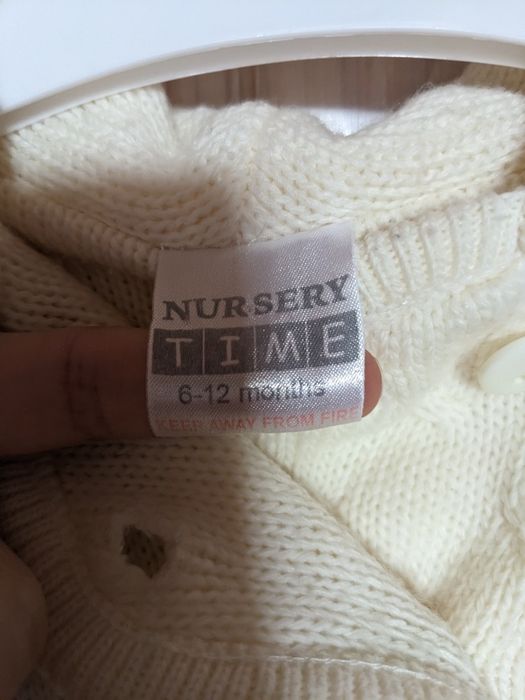 NURSERY
TIME
6-12 months
KEEP AWAY FROM FIRE